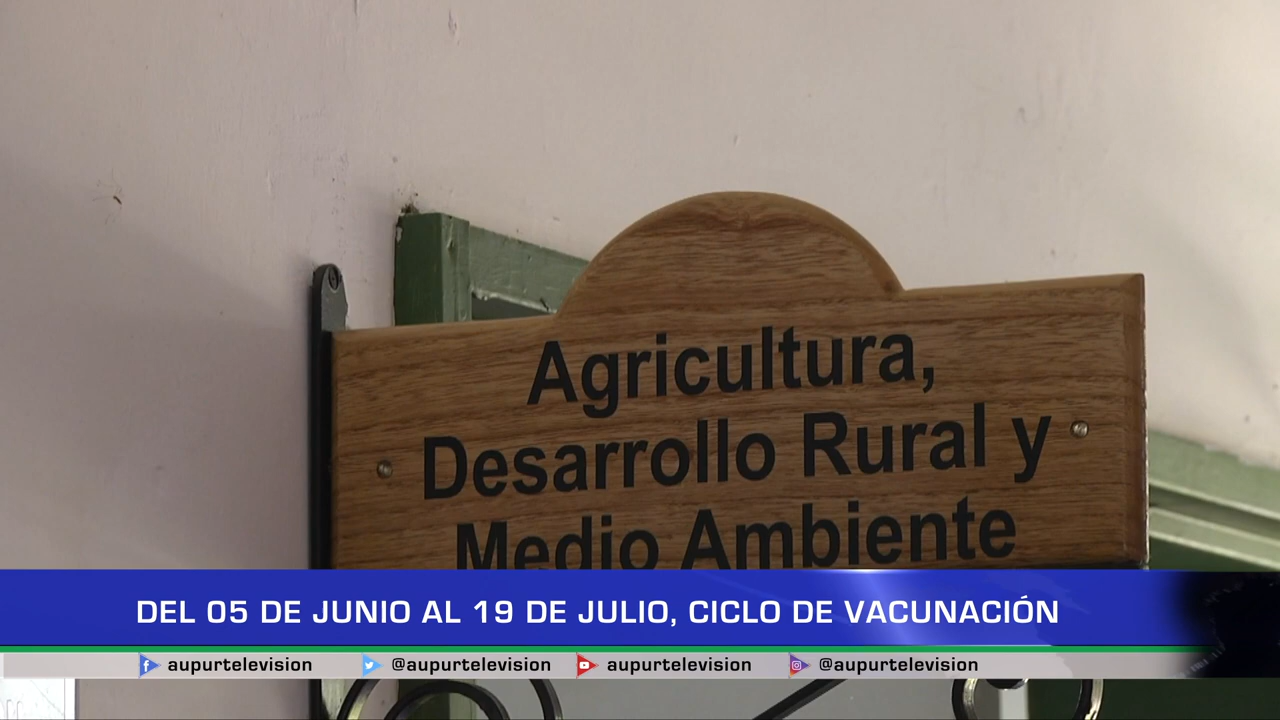 Agricultura,
Desarrollo Rural y
Medio Ambiente
DEL 05 DE JUNIO AL 19 DE JULIO, CICLO DE VACUNACIÓN
aupurtelevision @aupurtelevision aupurtelevision @aupurtelevision